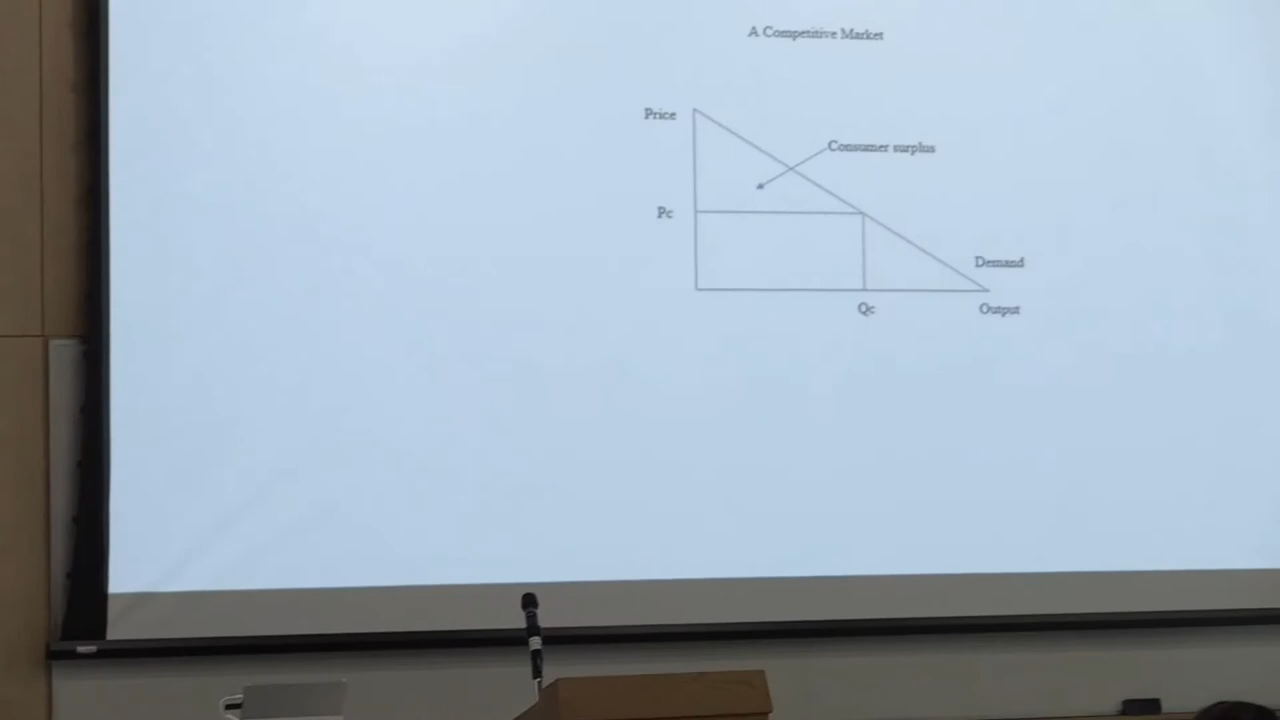 A Competitive Market
Price
Consumer surplus
Pc
Demand
Qc
Output